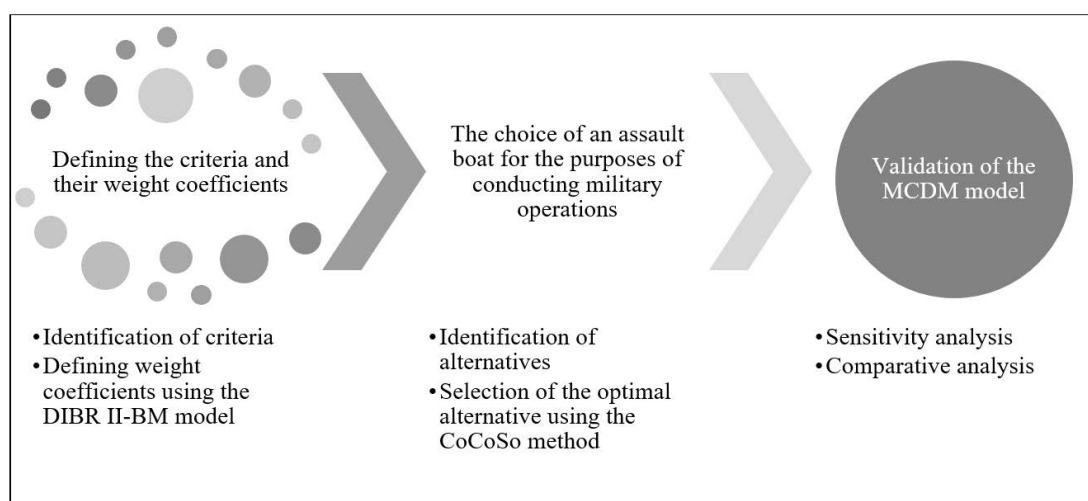 Defining the criteria and
their weight coefficients
•Identification of criteria
•Defining weight
coefficients using the
DIBR II-BM model
The choice of an assault
boat for the purposes of
conducting military
operations
•Identification of
alternatives
•Selection of the optimal
alternative using the
CoCoSo method
Validation of the
MCDM model
•Sensitivity analysis
•Comparative analysis